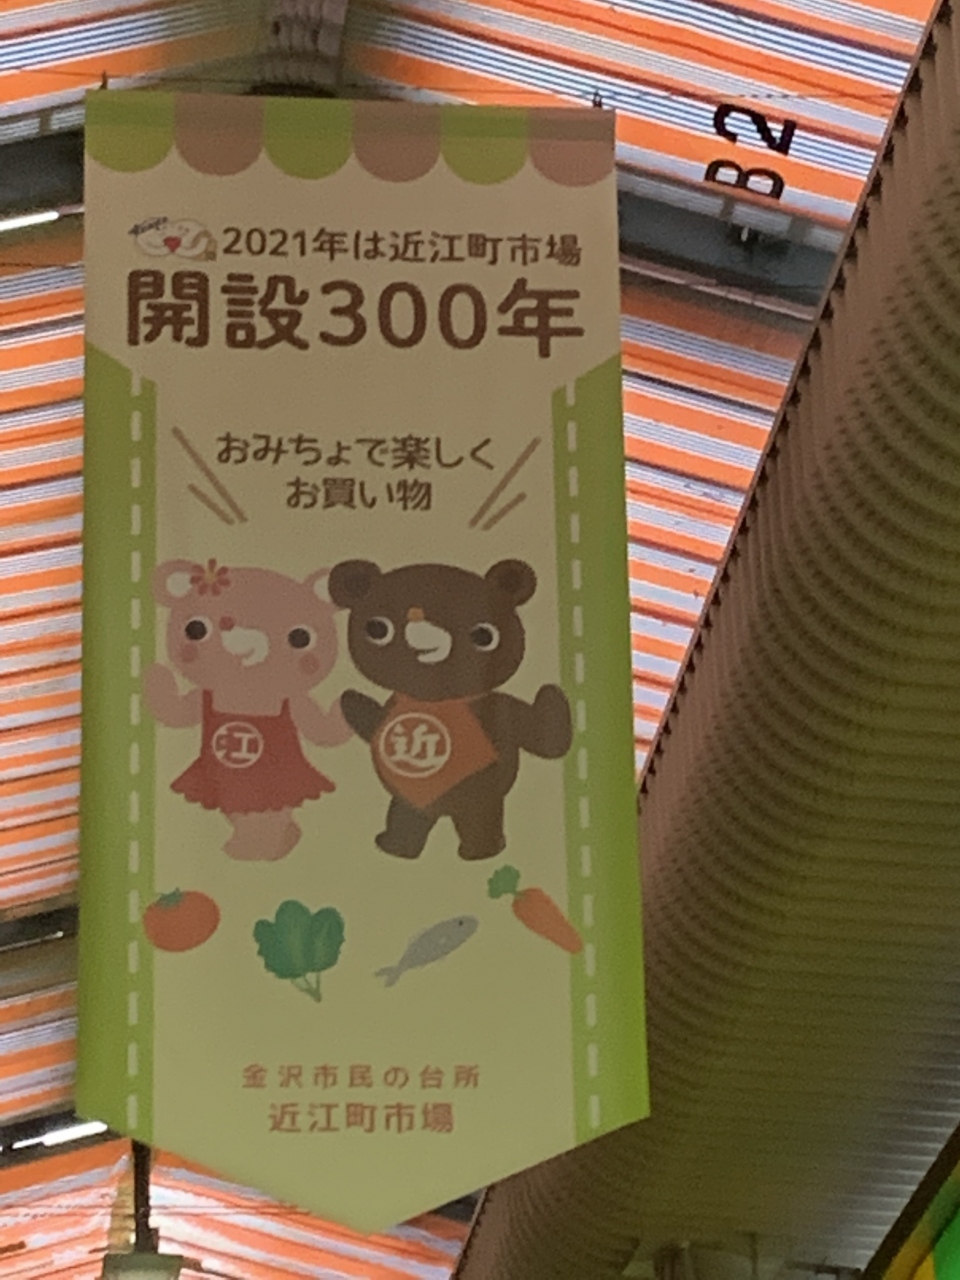 2021年は近江町市場
開設300年
おみちょで楽しく
お買い物
江
近
金沢市民の台所
近江町市場
82